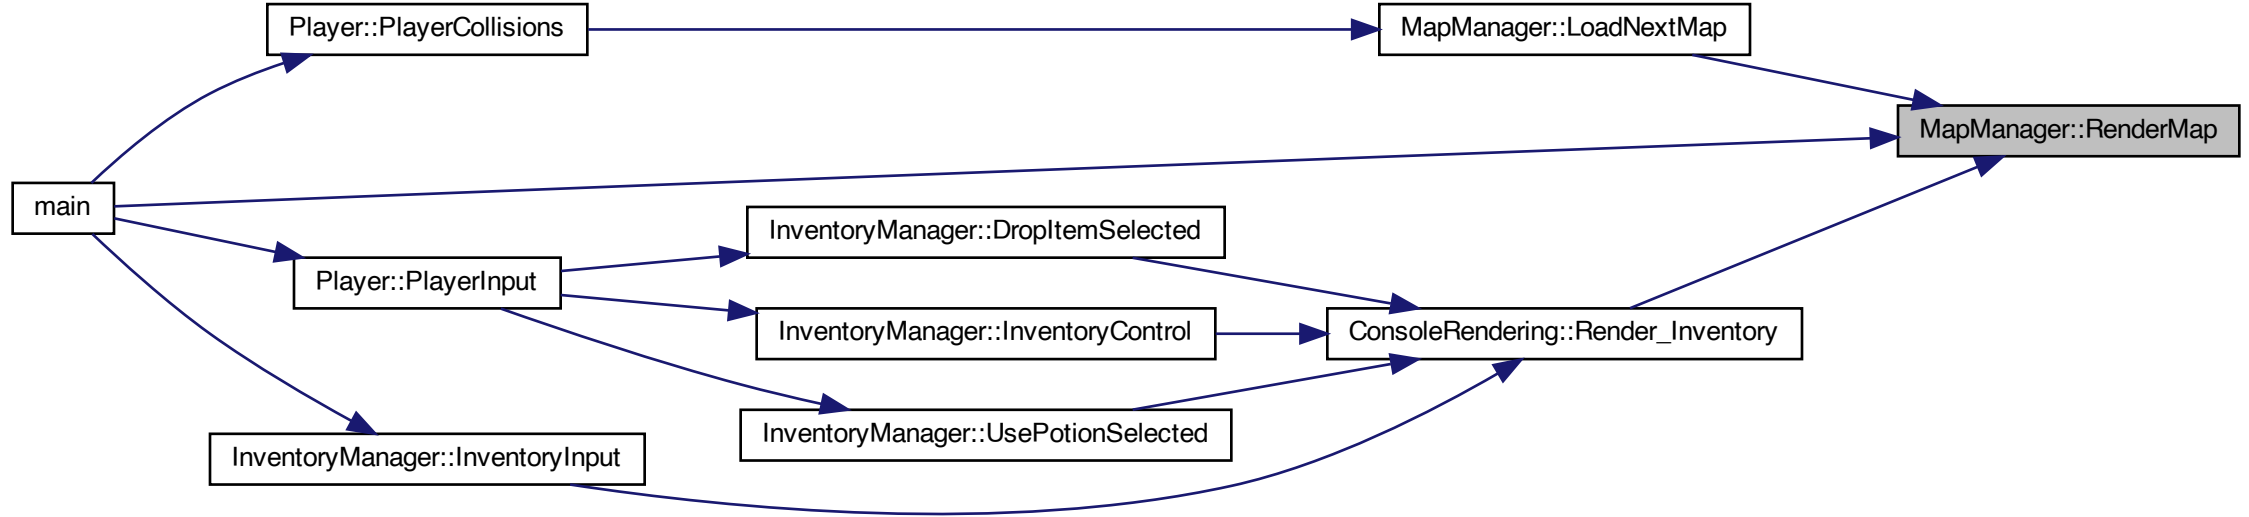 Player::PlayerCollisions
MapManager::LoadNextMap
MapManager::RenderMap
main
InventoryManager::DropItemSelected
Player::PlayerInput
InventoryManager::InventoryControl
ConsoleRendering::Render_Inventory
InventoryManager::UsePotionSelected
InventoryManager::InventoryInput